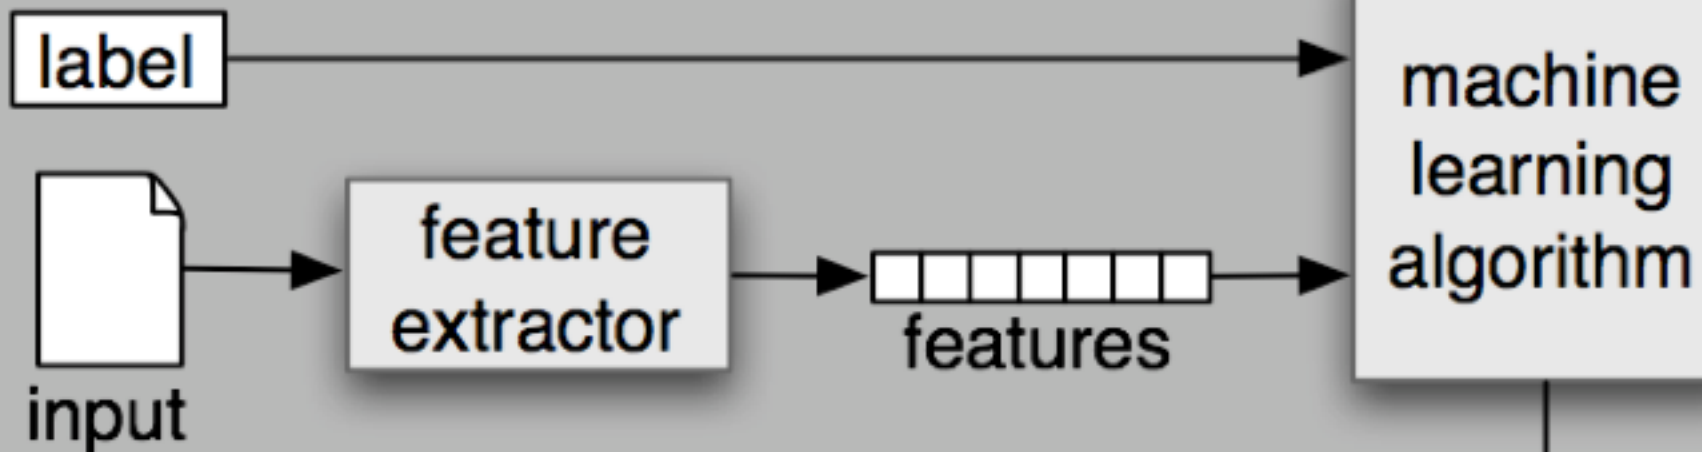 label
machine
learning
algorithm
feature
extractor
features
input